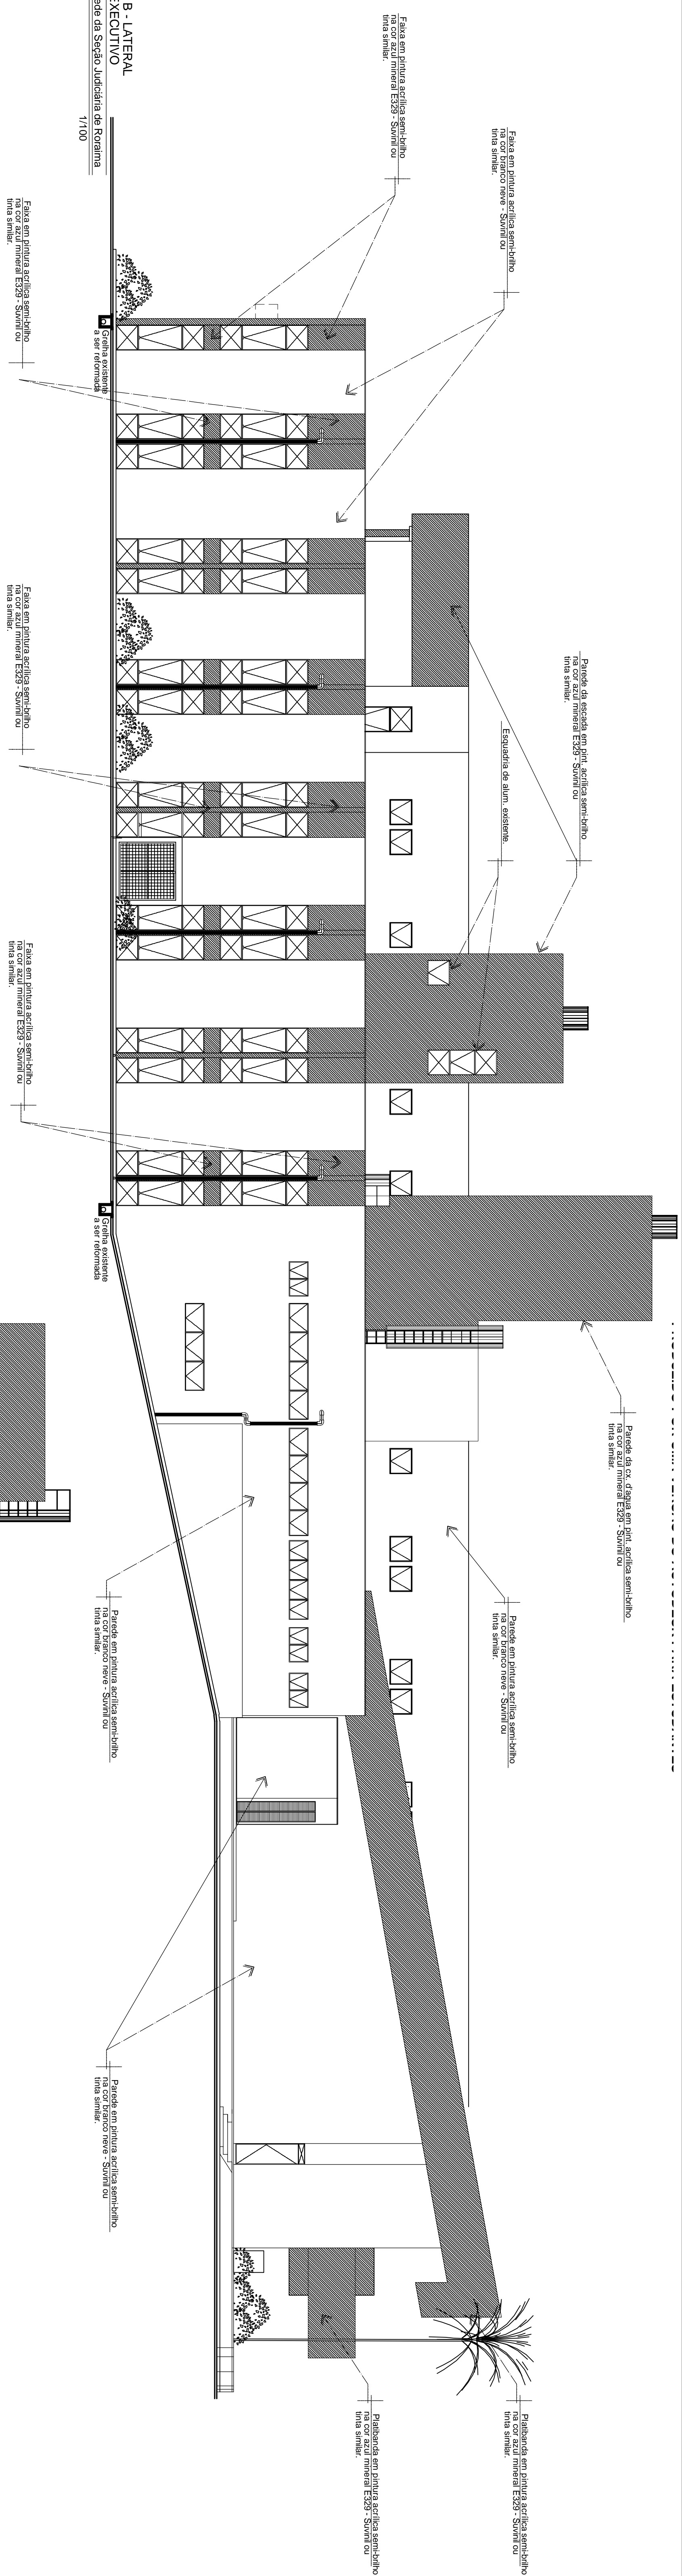 B - LATERAL
EXECUTIVO
ede da Seção Judiciária de Roraima
1/100
Faixa em pintura acrílica semi-brilho
na cor azul mineral E329 - Suvinil ou
tinta similar.
Faixa em pintura acrílica semi-brilho
na cor branco neve - Suvinil ou
tinta similar.
Parede da escada em pint. acrílica semi-brilho
na cor azul mineral E329 - Suvinil ou
tinta similar.
Esquadria de alum. existente.
Parede da cx. d'agua em pint. acrílica semi-brilho
na cor azul mineral E329 - Suvinil ou
tinta similar.
Parede em pintura acrílica semi-brilho
na cor branco neve - Suvinil ou
tinta similar.
Platibanda em pintura acrílica semi-brilho
na cor azul mineral E329 - Suvinil ou
tinta similar.
Platibanda em pintura acrílica semi-brilho
na cor azul mineral E329 - Suvinil ou
tinta similar.
Grelha existente
a ser reformada
Grelha existente
a ser reformada
Faixa em pintura acrílica semi-brilho
na cor azul mineral E329 - Suvinil ou
tinta similar.
Faixa em pintura acrílica semi-brilho
na cor azul mineral E329 - Suvinil ou
tinta similar.
Faixa em pintura acrílica semi-brilho
na cor azul mineral E329 - Suvinil ou
tinta similar.
Parede em pintura acrílica semi-brilho
na cor branco neve - Suvinil ou
tinta similar.
Parede em pintura acrílica semi-brilho
na cor branco neve - Suvinil ou
tinta similar.